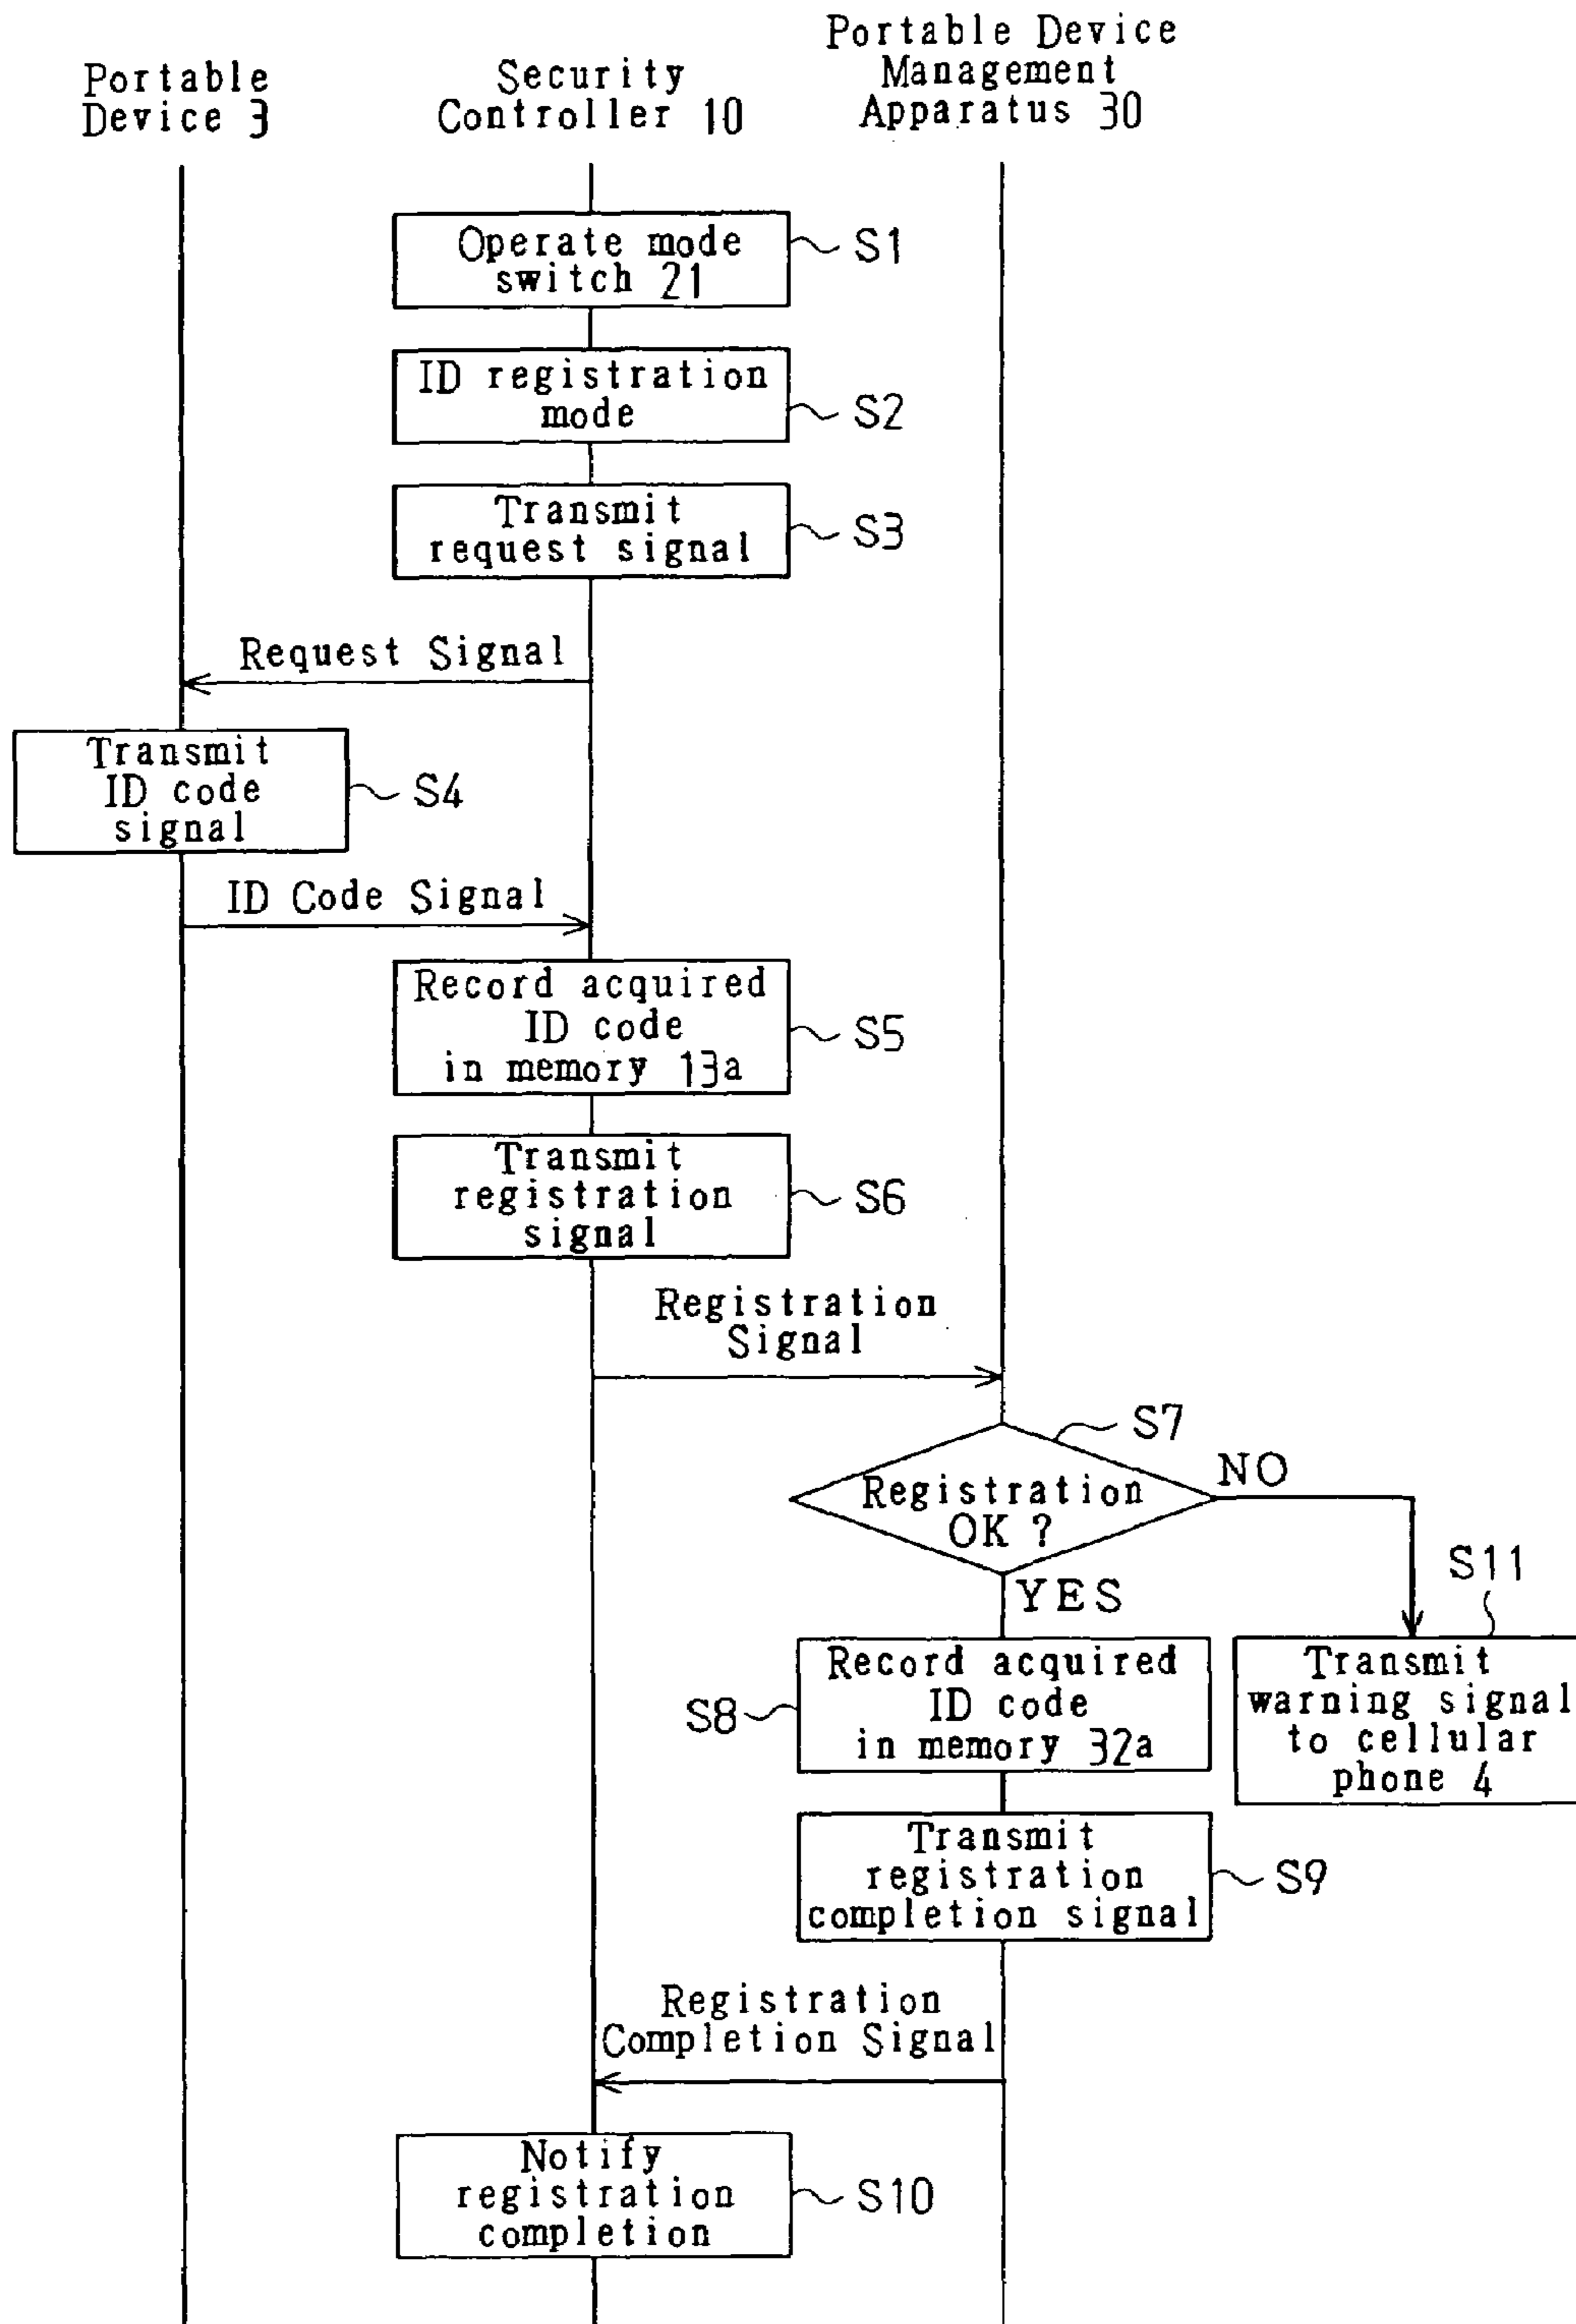 Portable
Device 3
Security
Controller 10
Portable Device
Management
Apparatus 30
Operate mode
switch 21
S1
ID registration
mode
S2
Transmit
request signal
S3
Request Signal
Transmit
ID code
signal
S4
ID Code Signal
Record acquired
ID code
in memory 13a
S5
Transmit
registration
signal
S6
Registration
Signal
S7
Registration
OK ?
NO
YES
S11
Record acquired
ID code
in memory 32a
S8
Transmit
warning signal
to cellular
phone 4
Transmit
registration
completion signal
S9
Registration
Completion Signal
Notify
registration
completion
S10